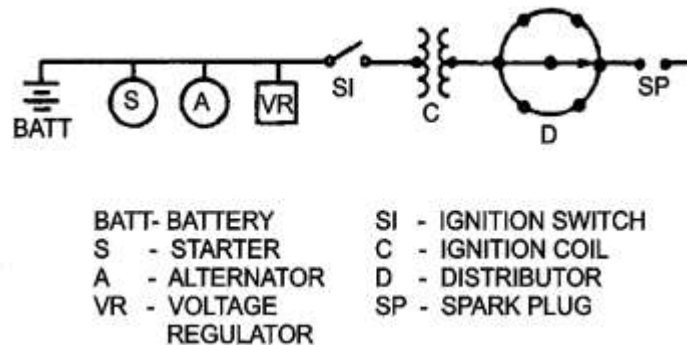 S A VR SI SP
BATT C D
BATT- BATTERY
S - STARTER
A - ALTERNATOR
VR - VOLTAGE
REGULATOR
SI - IGNITION SWITCH
C - IGNITION COIL
D - DISTRIBUTOR
SP - SPARK PLUG